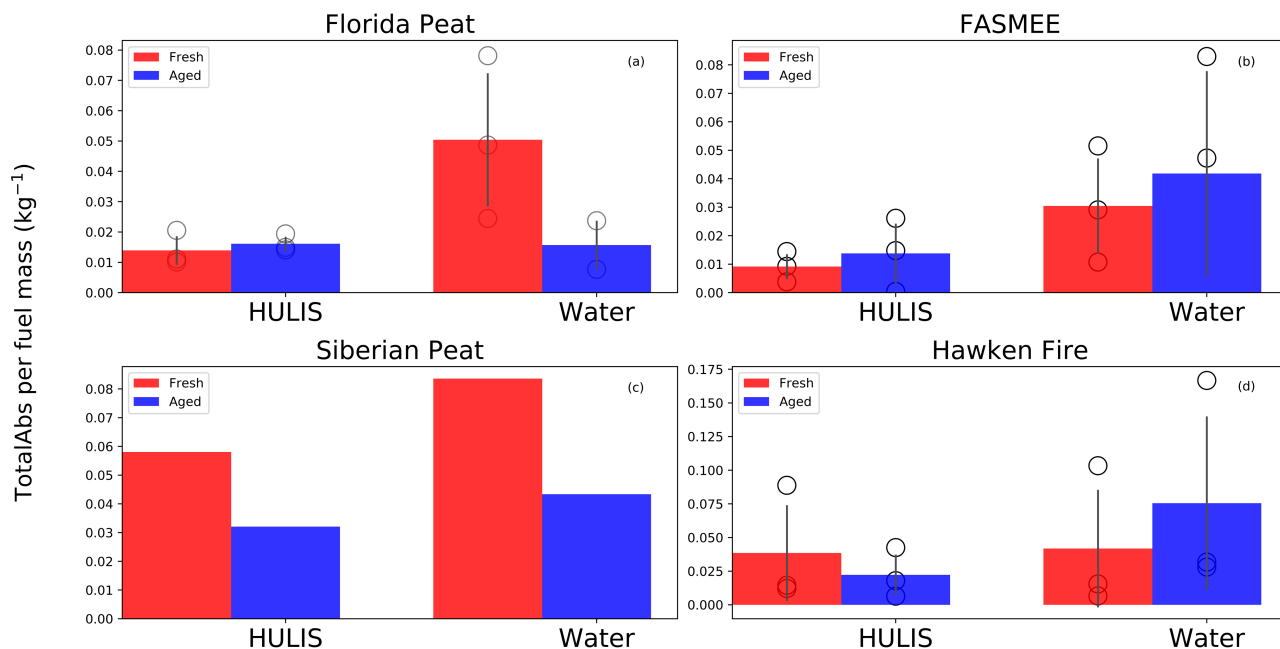 TotalAbs per fuel mass (kg⁻¹)
Florida Peat
Fresh
Aged
(a)
0.08
0.07
0.06
0.05
0.04
0.03
0.02
0.01
0.00
HULIS
Water
FASMEE
Fresh
Aged
(b)
0.08
0.07
0.06
0.05
0.04
0.03
0.02
0.01
0.00
HULIS
Water
Siberian Peat
Fresh
Aged
(c)
0.08
0.07
0.06
0.05
0.04
0.03
0.02
0.01
0.00
HULIS
Water
Hawken Fire
Fresh
Aged
(d)
0.175
0.150
0.125
0.100
0.075
0.050
0.025
0.000
HULIS
Water